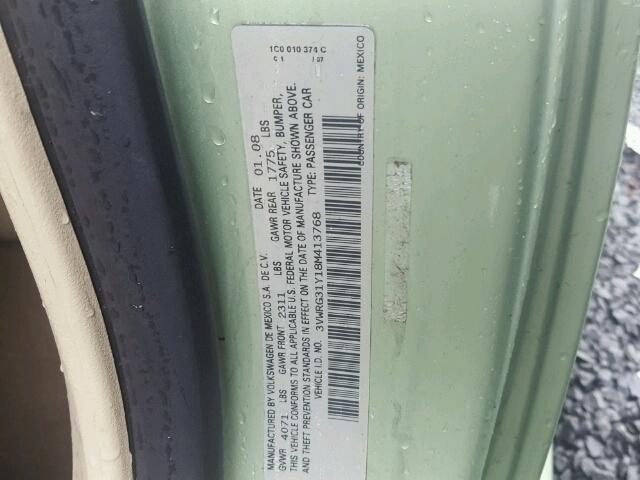 1C0 010 374 C
C 1 / 07
MANUFACTURED BY VOLKSWAGEN DE MEXICO S.A. DE C.V. DATE 01.08
GVWR 4071 LBS GAWR FRONT 2311 LBS GAWR REAR 1775 LBS
THIS VEHICLE CONFORMS TO ALL APPLICABLE U.S. FEDERAL MOTOR VEHICLE SAFETY, BUMPER,
AND THEFT PREVENTION STANDARDS IN EFFECT ON THE DATE OF MANUFACTURE SHOWN ABOVE.
VEHICLE I.D. NO. 3VWRG31Y18M413768 TYPE: PASSENGER CAR
COUNTRY OF ORIGIN: MEXICO